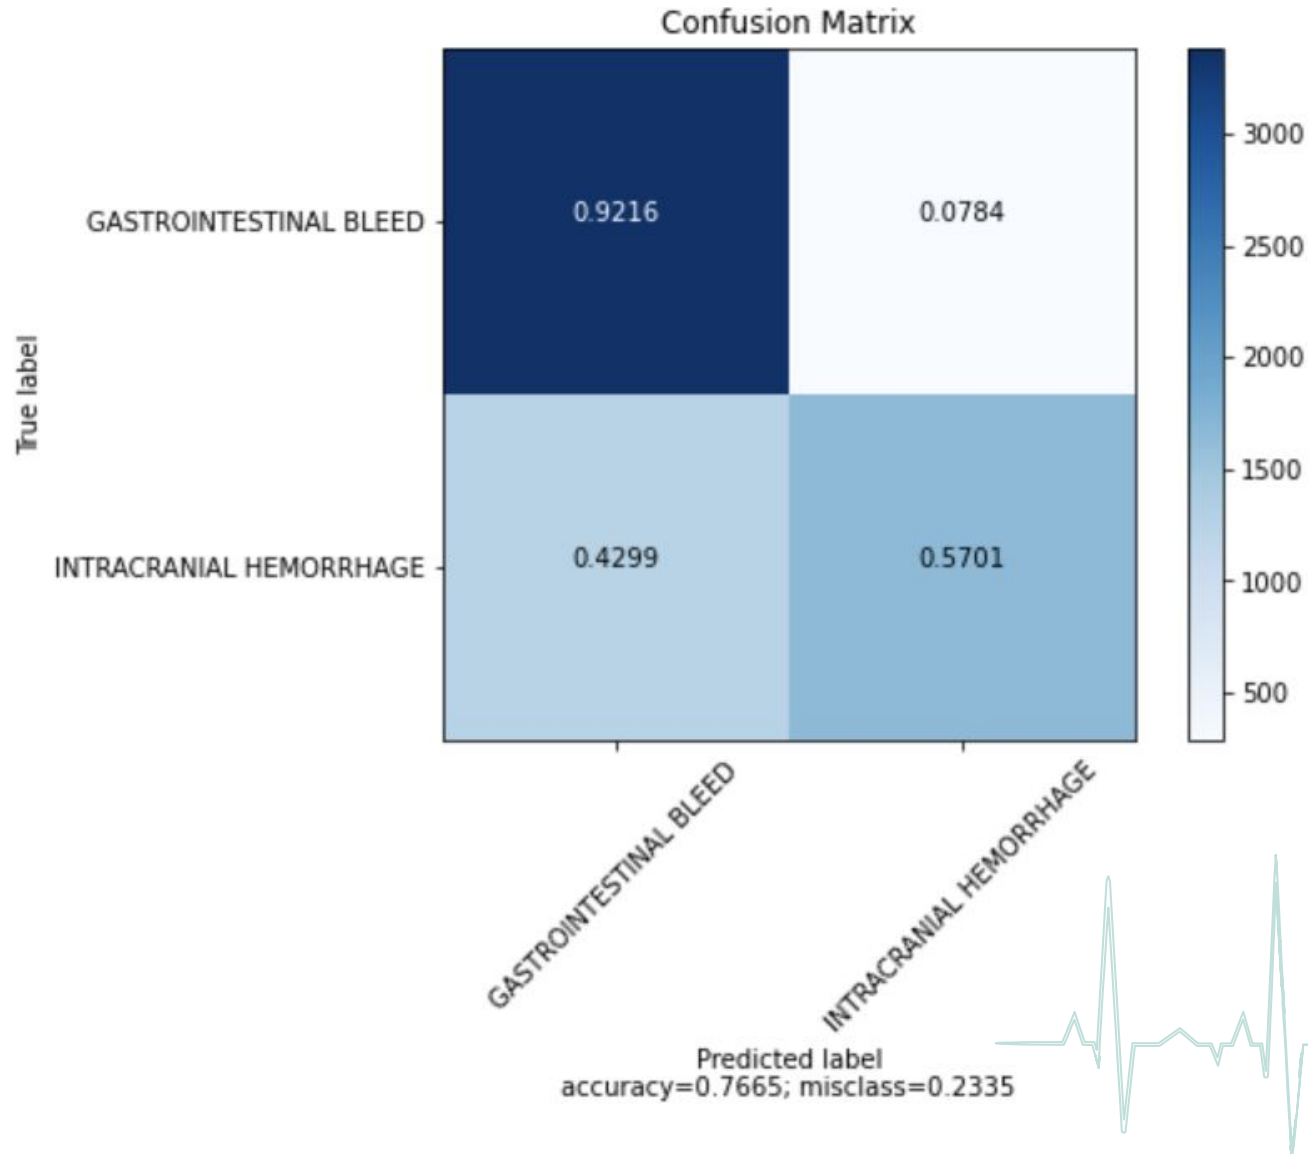 Confusion Matrix
GASTROINTESTINAL BLEED
0.9216
0.0784
INTRACRANIAL HEMORRHAGE
0.4299
0.5701
True label
3000
2500
2000
1500
1000
500
GASTROINTESTINAL BLEED
INTRACRANIAL HEMORRHAGE
Predicted label
accuracy=0.7665; misclass=0.2335